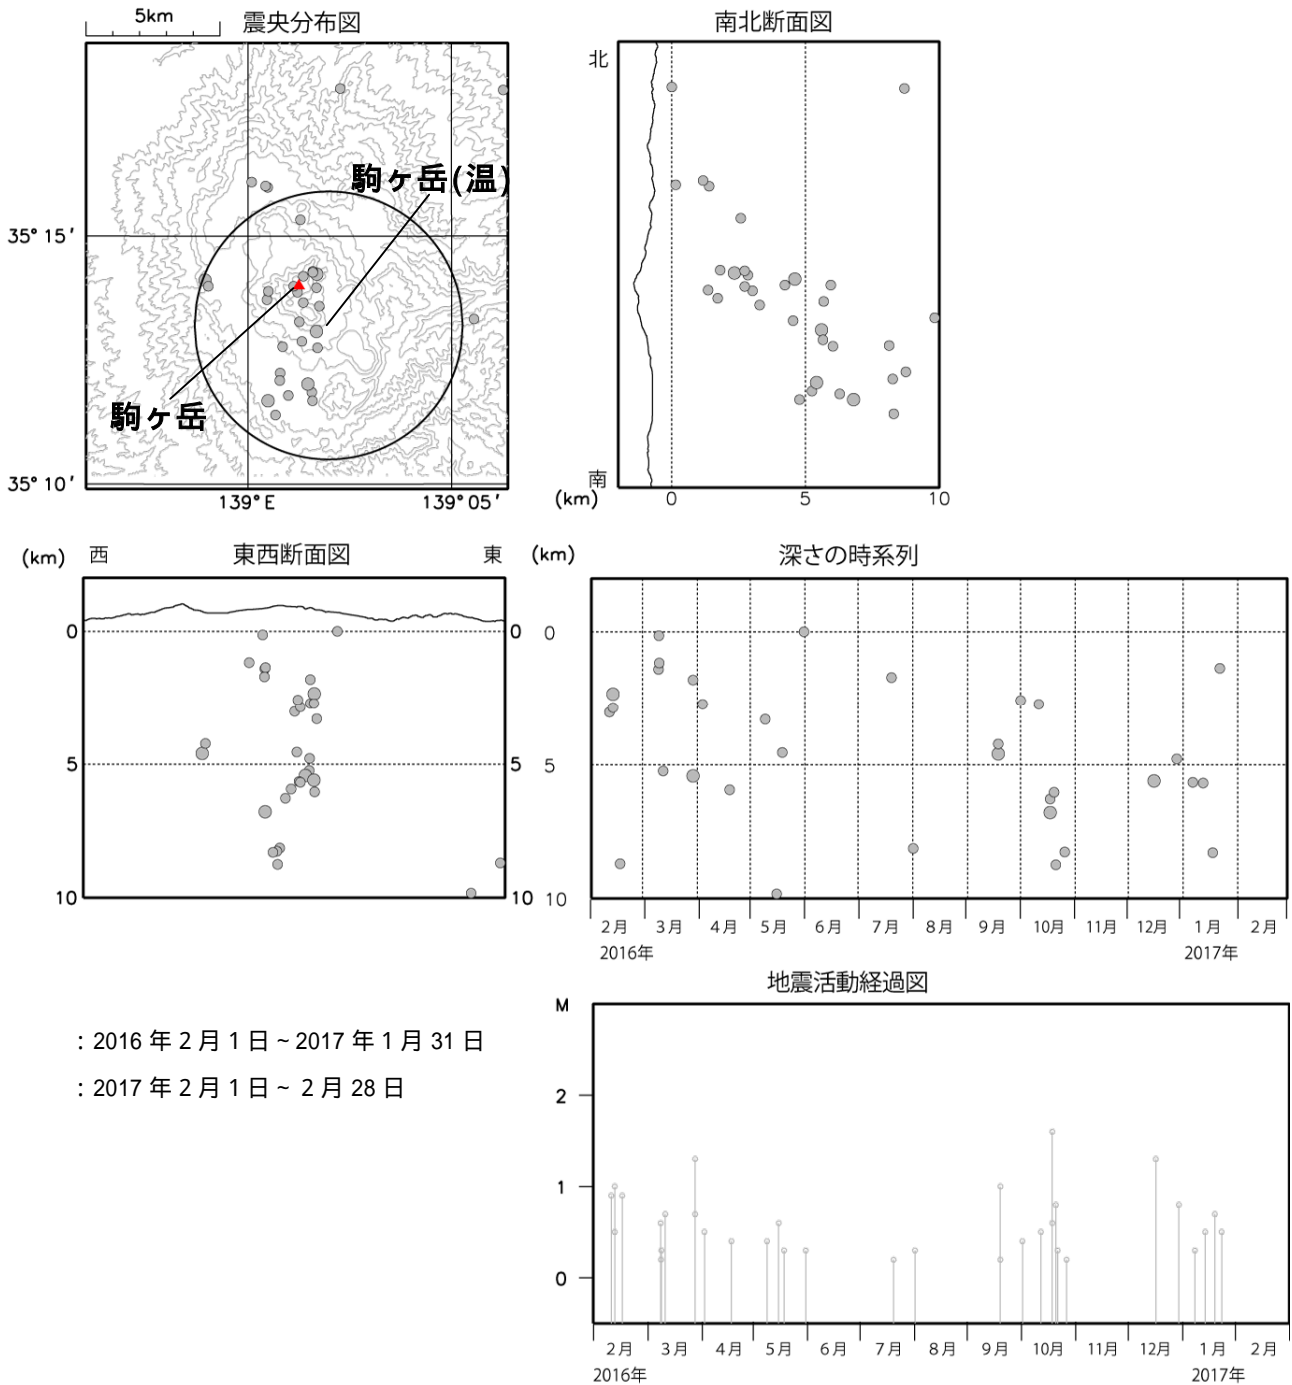 5km
震央分布図
駒ヶ岳(温)
35° 15′
駒ヶ岳
35° 10′
139° E
139° 05′
南北断面図
北
南
(km)
0
5
10
(km)
西
東西断面図
東
0
0
5
5
10
10
(km)
深さの時系列
0
5
10
2月 3月 4月 5月 6月 7月 8月 9月 10月 11月 12月 1月 2月
2016年 2017年
地震活動経過図
M
2
1
0
2月 3月 4月 5月 6月 7月 8月 9月 10月 11月 12月 1月 2月
2016年 2017年
: 2016 年 2 月 1 日 ~ 2017 年 1 月 31 日
: 2017 年 2 月 1 日 ~ 2 月 28 日